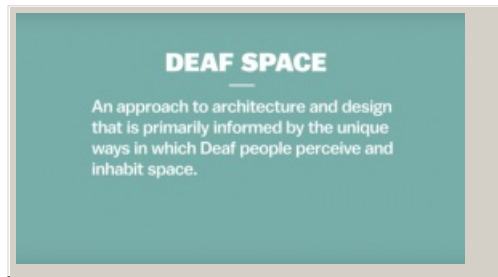 DEAF SPACE
An approach to architecture and design
that is primarily informed by the unique
ways in which Deaf people perceive and
inhabit space.